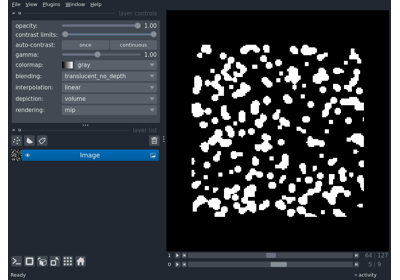 File View Plugins Window Help
layer controls
opacity: 1.00
contrast limits:
auto-contrast: once continuous
gamma: 1.00
colormap: gray
blending: translucent_no_depth
interpolation: linear
depiction: volume
rendering: mip
layer list
Image
1 64 127
0 5 9
Ready activity